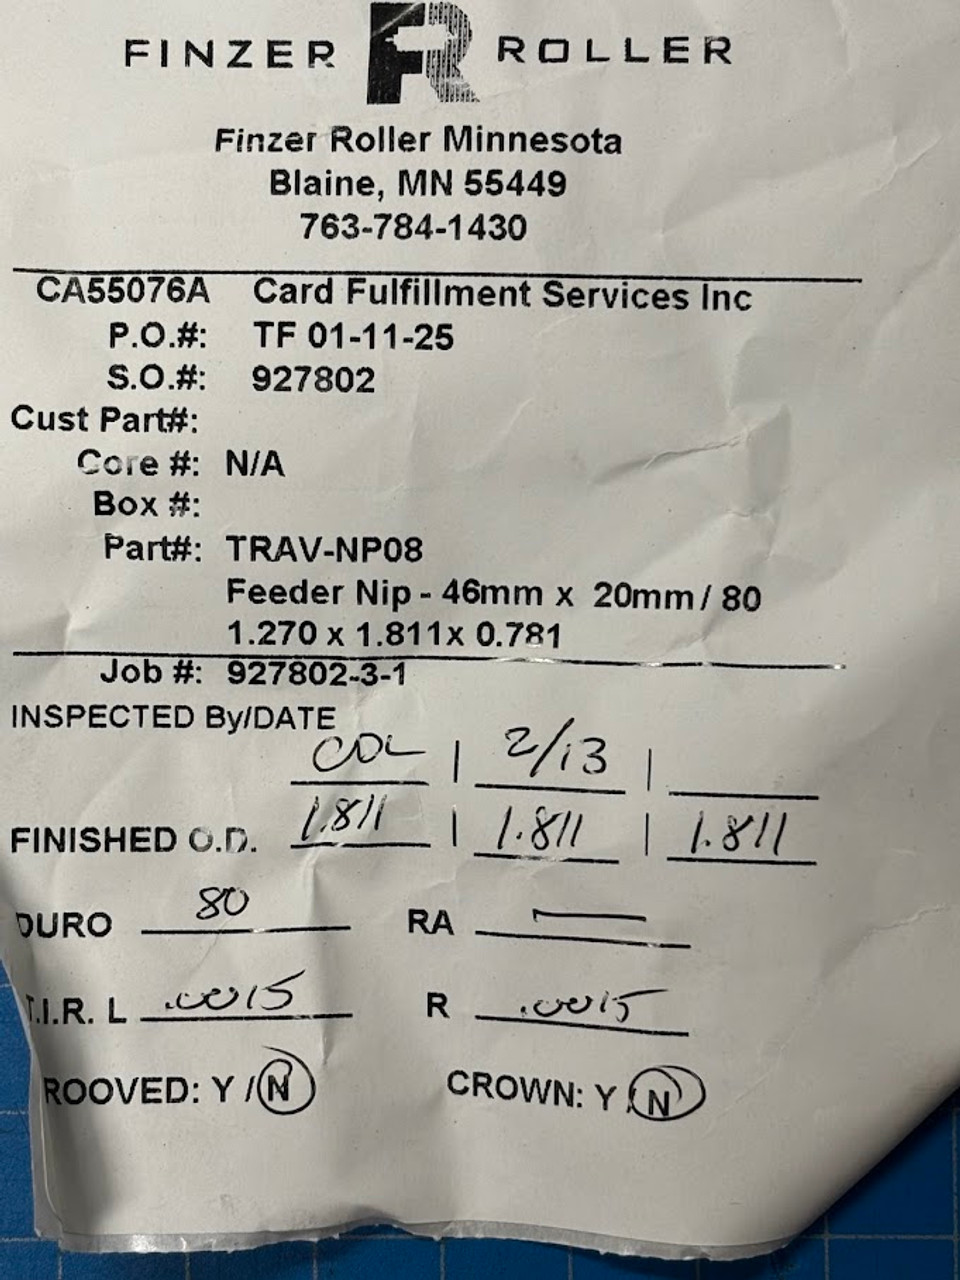 FINZER FR ROLLER
Finzer Roller Minnesota
Blaine, MN 55449
763-784-1430
CA55076A Card Fulfillment Services Inc
P.O.#: TF 01-11-25
S.O.#: 927802
Cust Part#:
Core #: N/A
Box #:
Part#: TRAV-NP08
Feeder Nip - 46mm x 20mm / 80
1.270 x 1.811x 0.781
Job #: 927802-3-1
INSPECTED By/DATE
CDL | 2/13 |
FINISHED O.D. 1.811 | 1.811 | 1.811
DURO 80 RA —
T.I.R. L .0015 R .0015
ROOVED: Y / N CROWN: Y / N